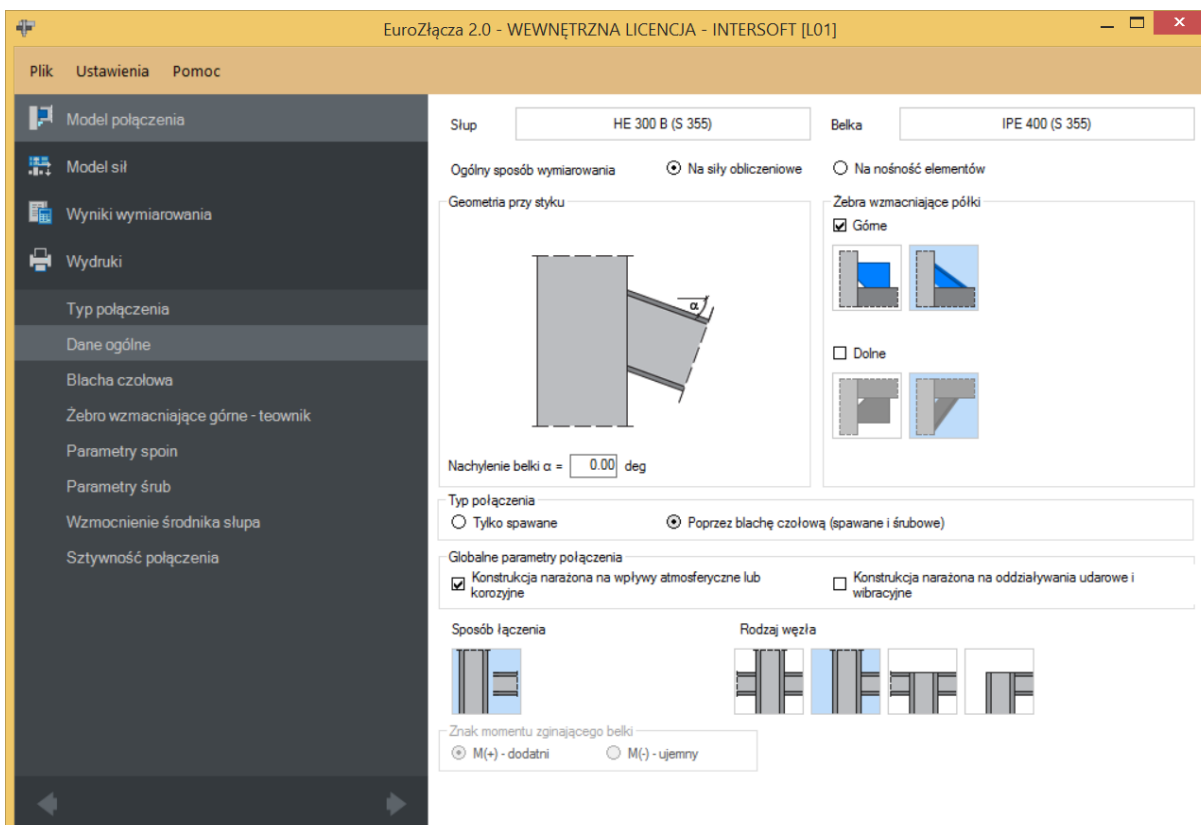 EuroZłącza 2.0 - WEWNĘTRZNA LICENCJA - INTERSOFT [L01]
Plik Ustawienia Pomoc
Model połączenia
Model sił
Wyniki wymiarowania
Wydruki
Typ połączenia
Dane ogólne
Blacha czołowa
Żebro wzmacniające górne - teownik
Parametry spoin
Parametry śrub
Wzmocnienie środnika słupa
Sztywność połączenia
Słup HE 300 B (S 355) Belka IPE 400 (S 355)
Ogólny sposób wymiarowania Na siły obliczeniowe Na nośność elementów
Geometria przy styku
α
Nachylenie belki α = 0.00 deg
Żebra wzmacniające półki
Górne
Dolne
Typ połączenia
Tylko spawane Poprzez blachę czołową (spawane i śrubowe)
Globalne parametry połączenia
Konstrukcja narażona na wpływy atmosferyczne lub
korozyjne
Konstrukcja narażona na oddziaływania udarowe i
wibracyjne
Sposób łączenia Rodzaj węzła
Znak momentu zginającego belki
M(+) - dodatni M(-) - ujemny